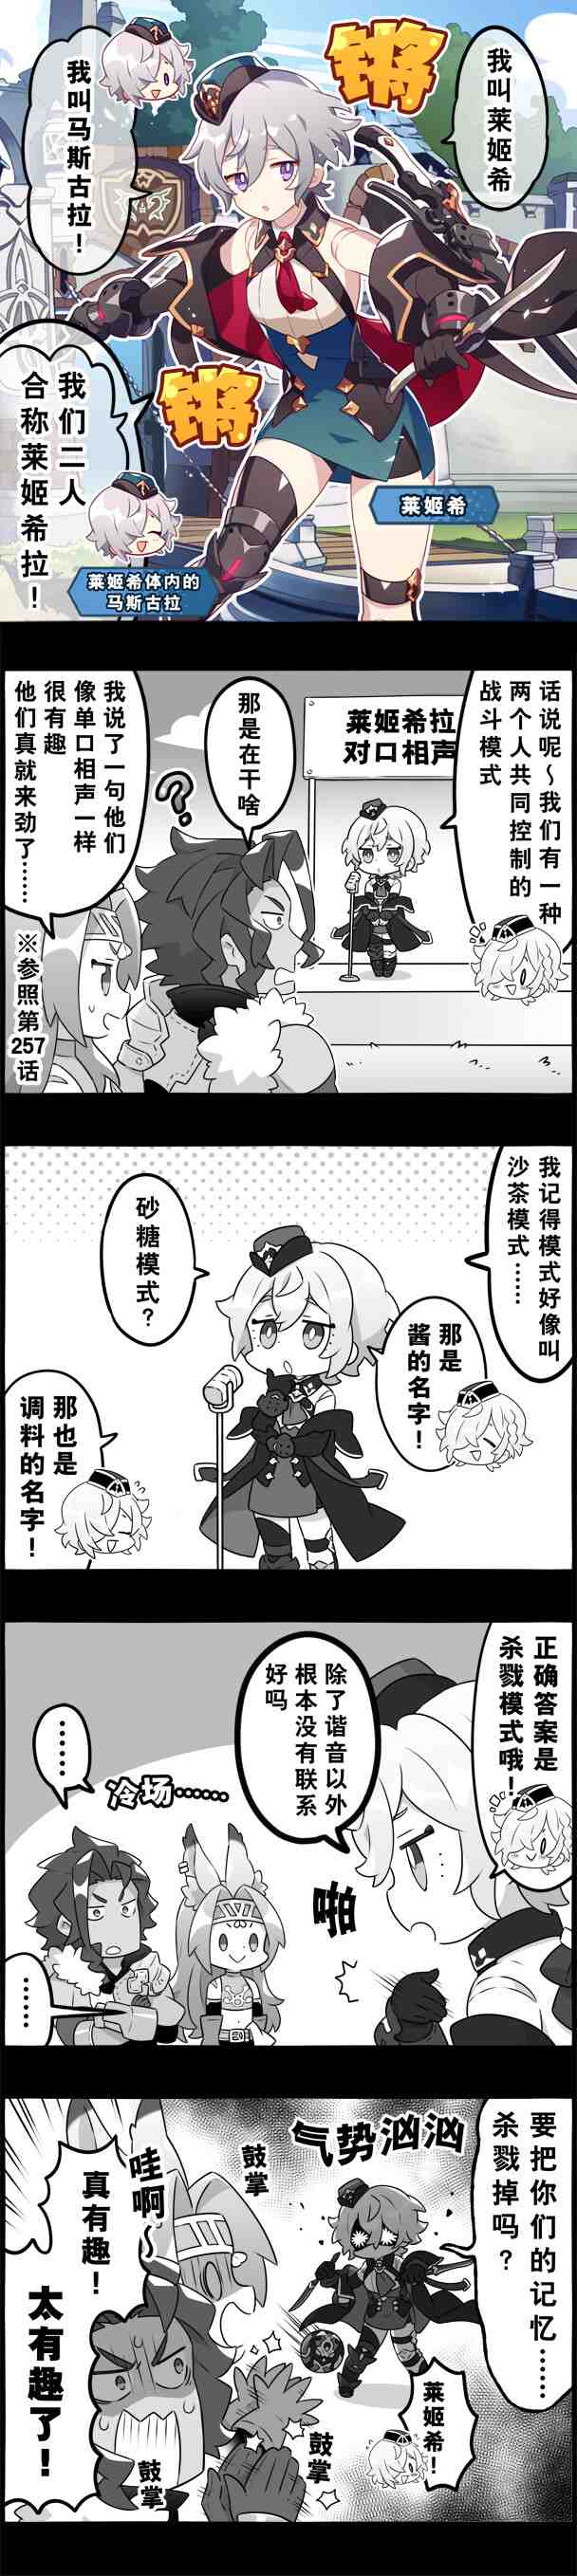 我叫莱姬希
锵
我叫马斯古拉！
锵
我们二人
合称莱姬希拉！
莱姬希
莱姬希体内的
马斯古拉
话说呢～我们有一种
两个人共同控制的
战斗模式
莱姬希拉
对口相声
那是在干啥
？
我说了一句他们
像单口相声一样
很有趣
他们真就来劲了……
※参照第257话
我记得模式好像叫
沙茶模式……
那是
酱的名字！
砂糖模式？
那也是
调料的名字！
正确答案是
杀戮模式哦！
除了谐音以外
根本没有联系
好吗
啪
冷场……
……
……
要把你们的记忆……
杀戮掉吗？
气势汹汹
莱姬希！
鼓掌
哇啊～
真有趣！
太有趣了！
鼓掌
鼓掌